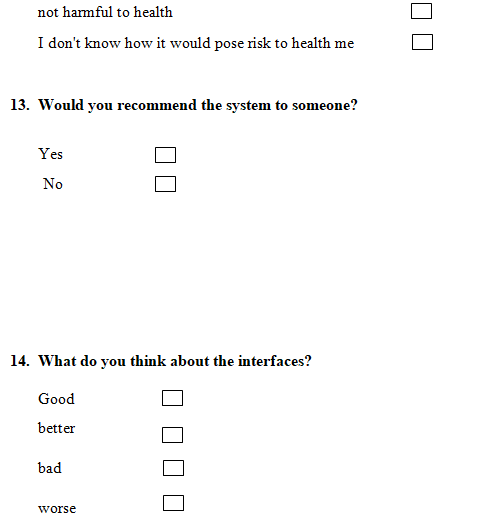 not harmful to health
I don't know how it would pose risk to health me
13. Would you recommend the system to someone?
Yes
No
14. What do you think about the interfaces?
Good
better
bad
worse